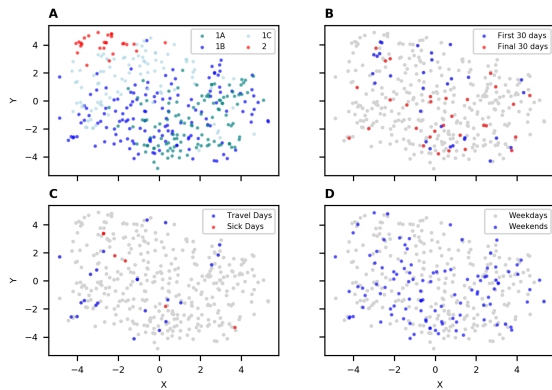 A
1A 1C
1B 2
Y
4
2
0
−2
−4
B
First 30 days
Final 30 days
C
Travel Days
Sick Days
Y
4
2
0
−2
−4
−4 −2 0 2 4
X
D
Weekdays
Weekends
−4 −2 0 2 4
X